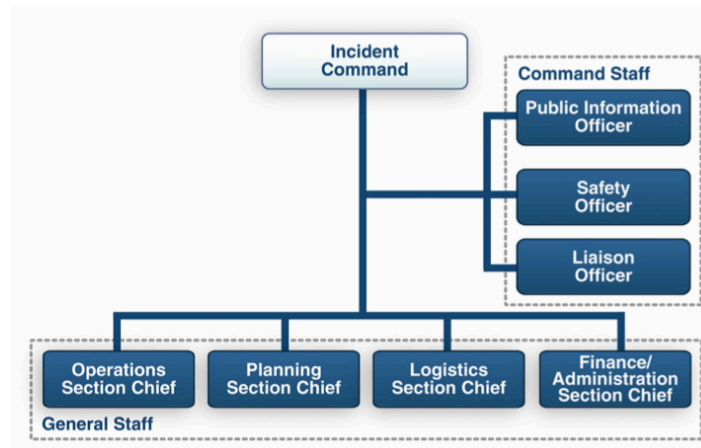 Incident
Command
Command Staff
Public Information
Officer
Safety
Officer
Liaison
Officer
Operations
Section Chief
Planning
Section Chief
Logistics
Section Chief
Finance/
Administration
Section Chief
General Staff